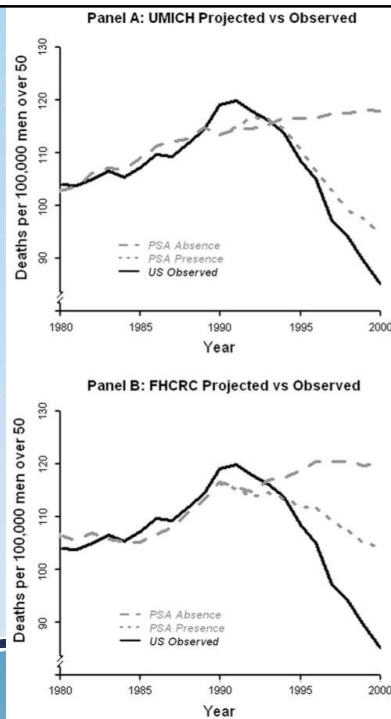 Panel A: UMICH Projected vs Observed
Deaths per 100,000 men over 50
130
120
110
100
90
PSA Absence
PSA Presence
US Observed
1980 1985 1990 1995 2000
Year
Panel B: FHCRC Projected vs Observed
Deaths per 100,000 men over 50
130
120
110
100
90
PSA Absence
PSA Presence
US Observed
1980 1985 1990 1995 2000
Year